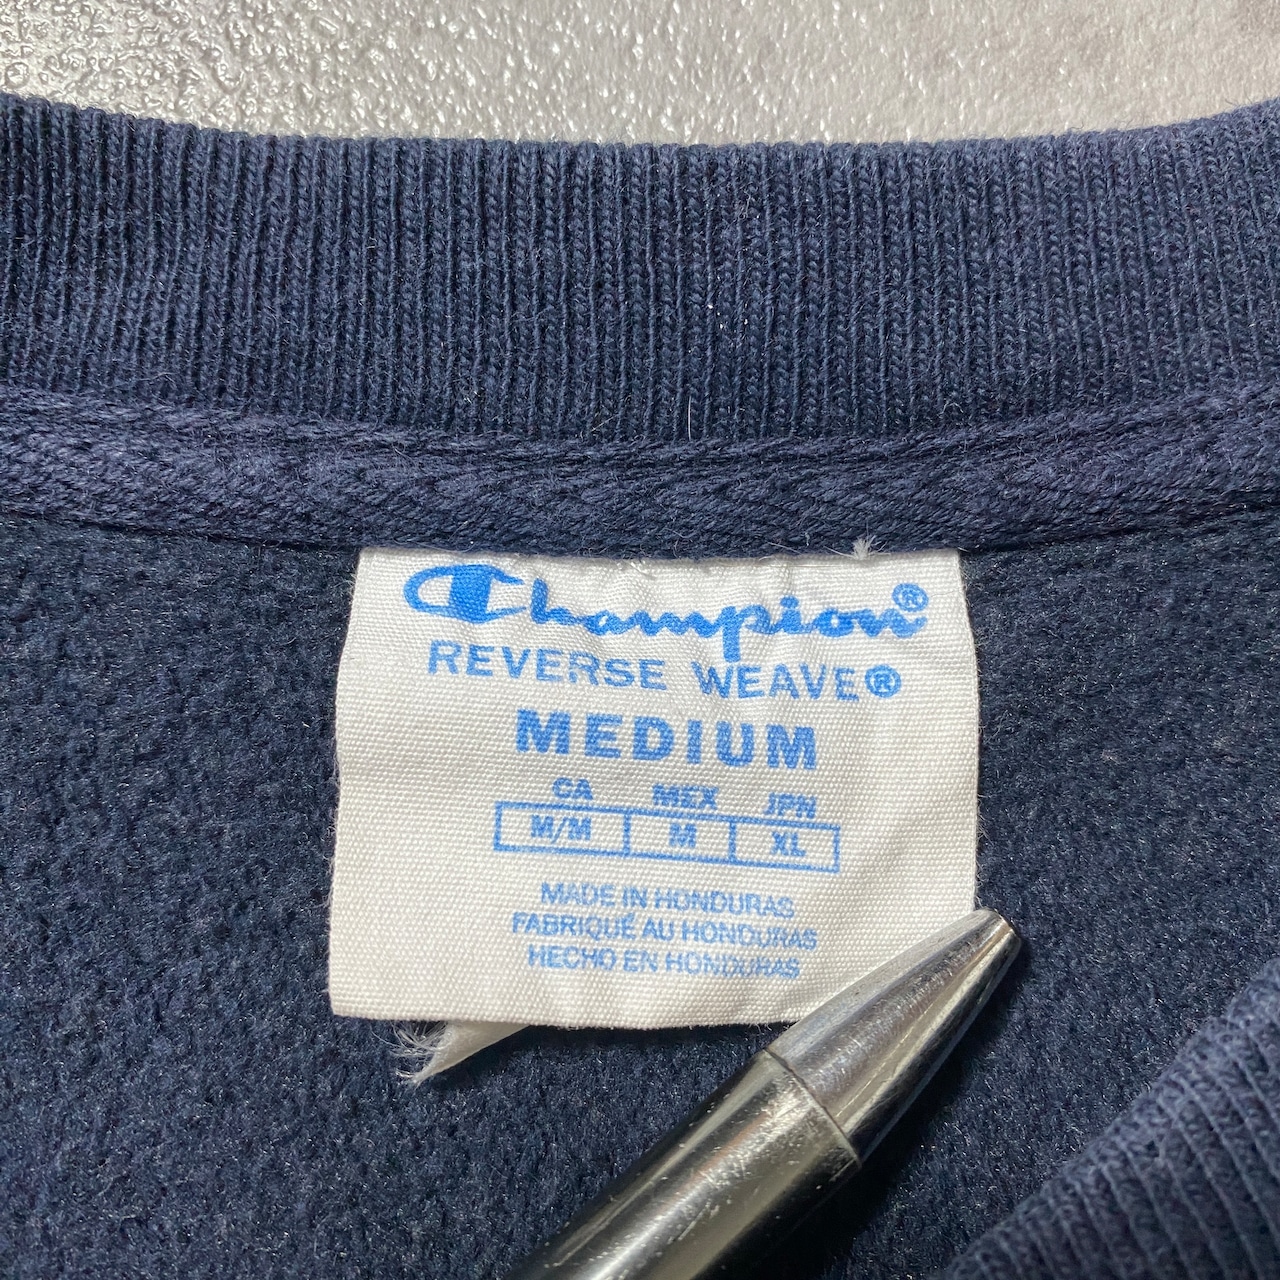 Champion®
REVERSE WEAVE®
MEDIUM
CA MEX JPN
M/M M XL
MADE IN HONDURAS
FABRIQUÉ AU HONDURAS
HECHO EN HONDURAS